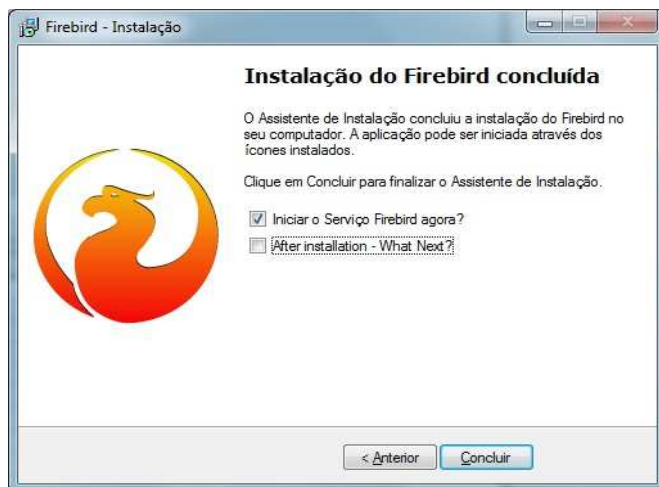 Firebird - Instalação
Instalação do Firebird concluída
O Assistente de Instalação concluiu a instalação do Firebird no
seu computador. A aplicação pode ser iniciada através dos
ícones instalados.
Clique em Concluir para finalizar o Assistente de Instalação.
Iniciar o Serviço Firebird agora?
After installation - What Next?
< Anterior
Concluir